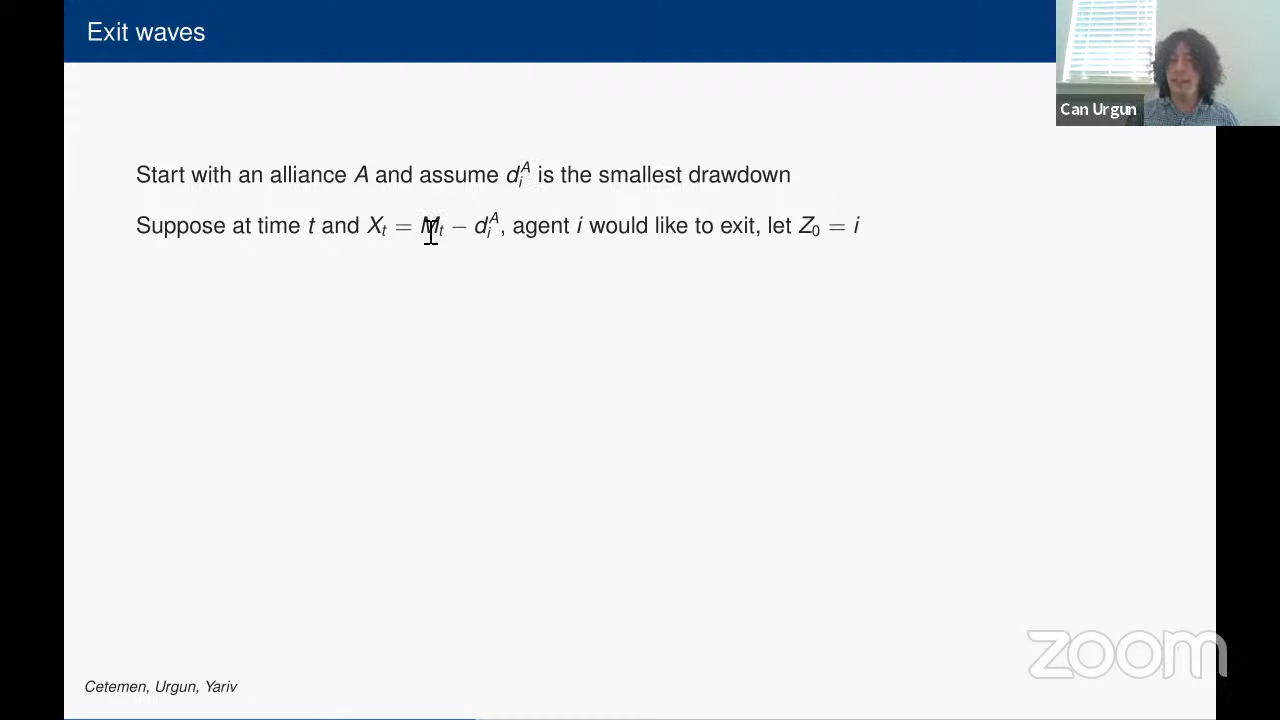 Exit waves
Can Urgun
Start with an alliance A and assume d_i^A is the smallest drawdown
Suppose at time t and X_t = M_t − d_i^A, agent i would like to exit, let Z_0 = i
zoom
Cetemen, Urgun, Yariv